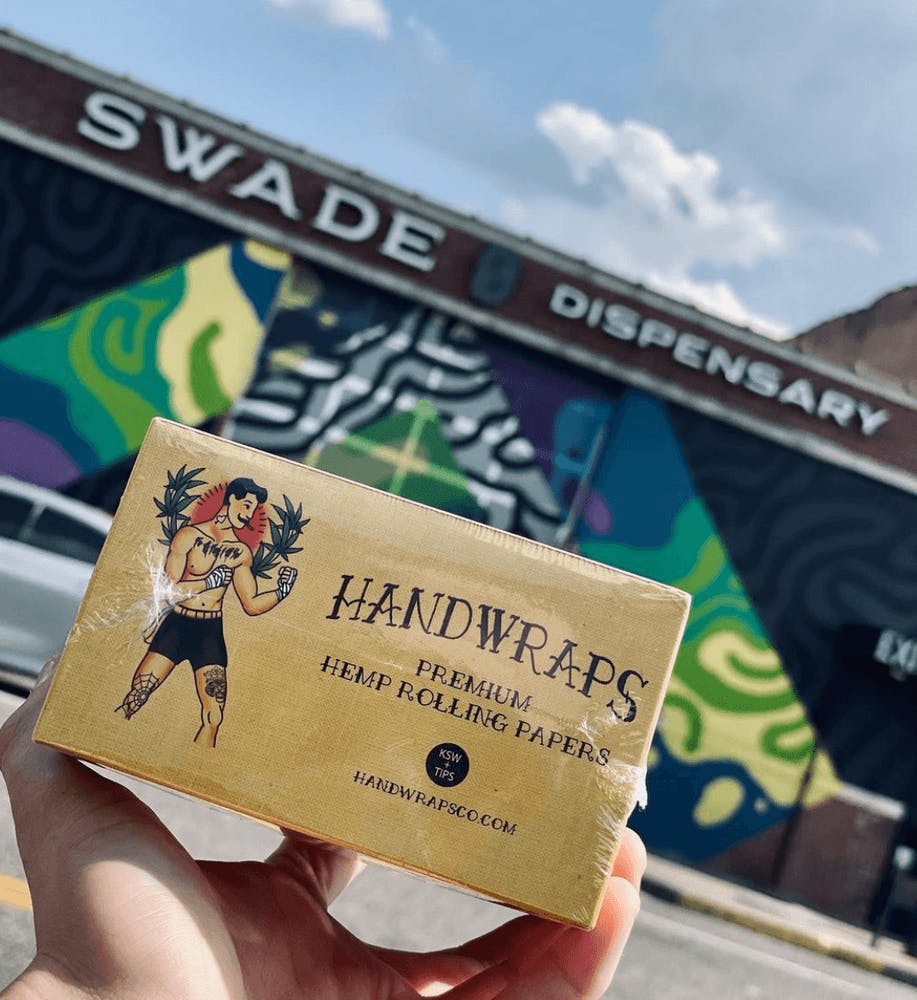 SWADE
DISPENSARY
HANDWRAPS
PREMIUM
HEMP ROLLING PAPERS
KSW
+
TIPS
HANDWRAPSCO.COM